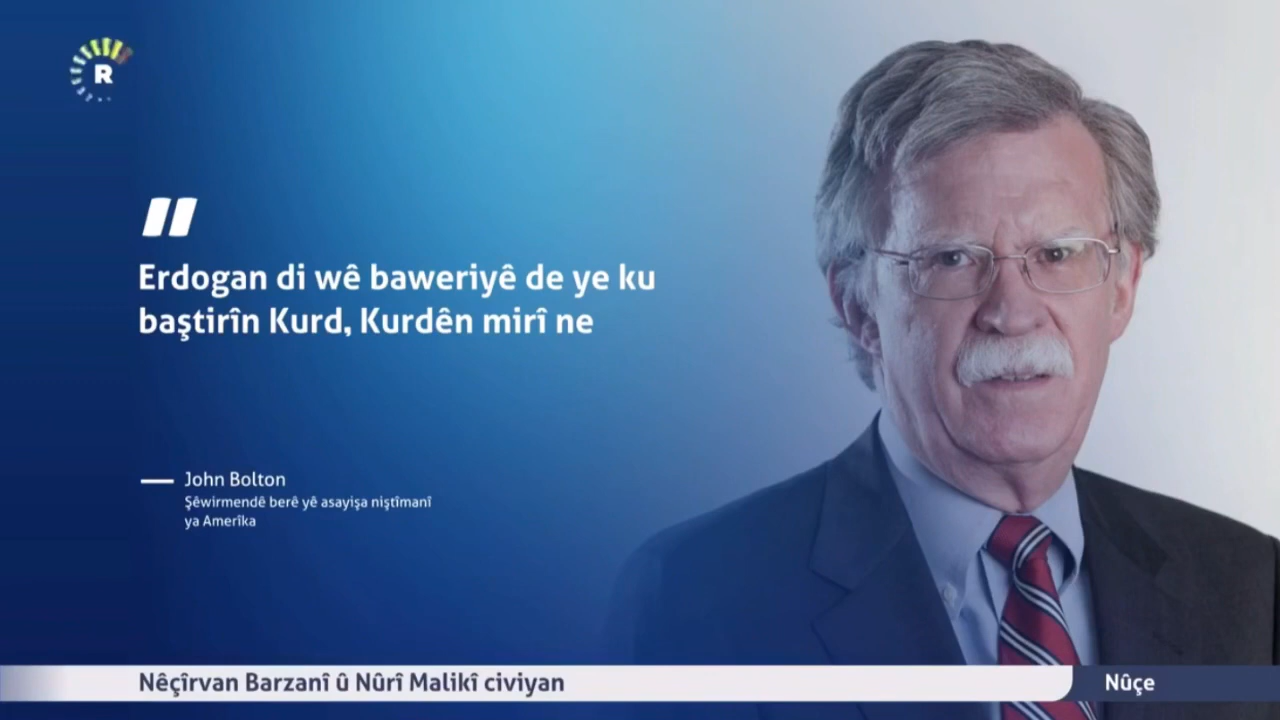 R
Erdogan di wê baweriyê de ye ku
baştirîn Kurd, Kurdên mirî ne
John Bolton
Şêwirmendê berê yê asayişa niştîmanî
ya Amerîka
Nêçîrvan Barzanî û Nûrî Malikî civiyan
Nûçe